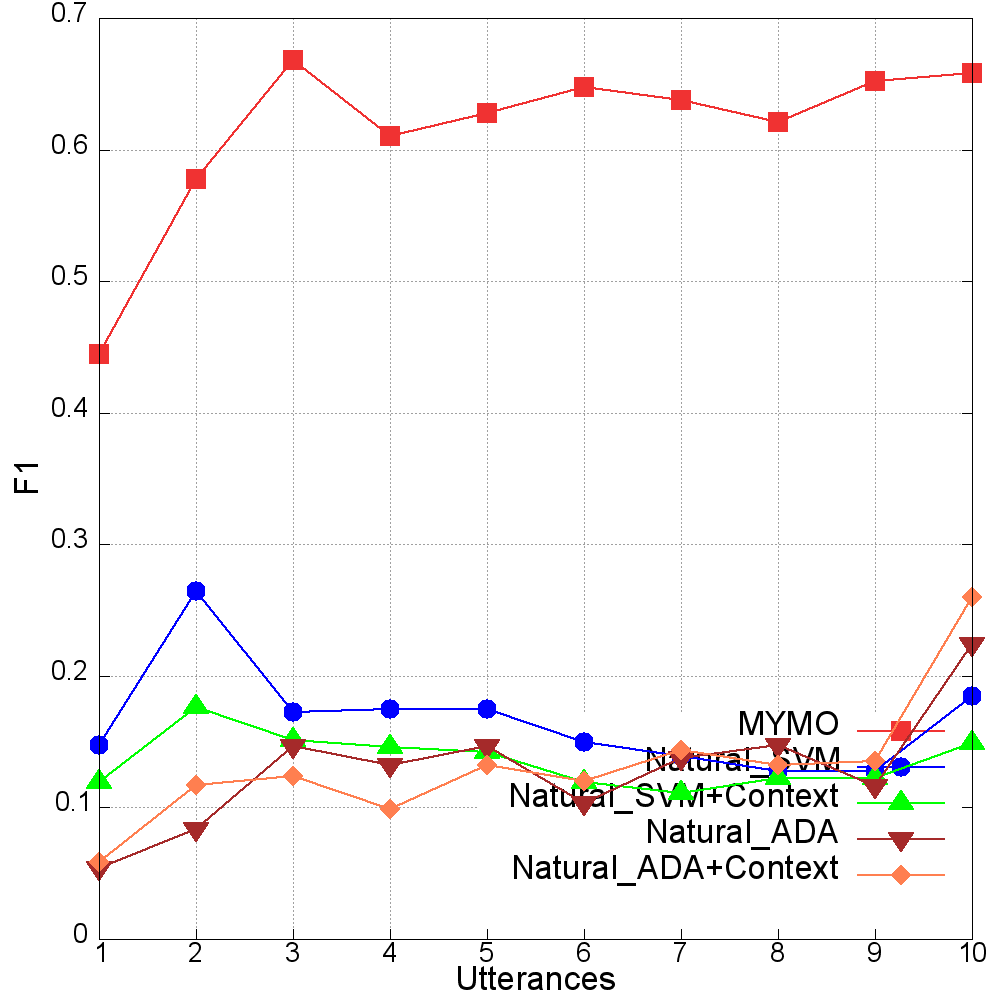 0.7
0.6
0.5
0.4
0.3
0.2
0.1
0
F1
MYMO
Natural_SVM
Natural_SVM+Context
Natural_ADA
Natural_ADA+Context
1 2 3 4 5 6 7 8 9 10
Utterances